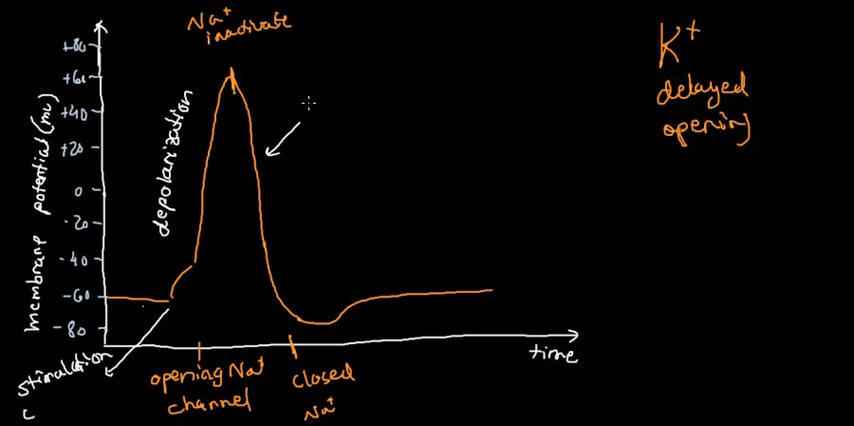 Na+
inactivate
K+
delayed
opening
+80
+60
+40
+20
0
-20
-40
-60
-80
membrane potential (mv)
depolarization
time
stimulation
c
opening Na+
channel
closed
Na+